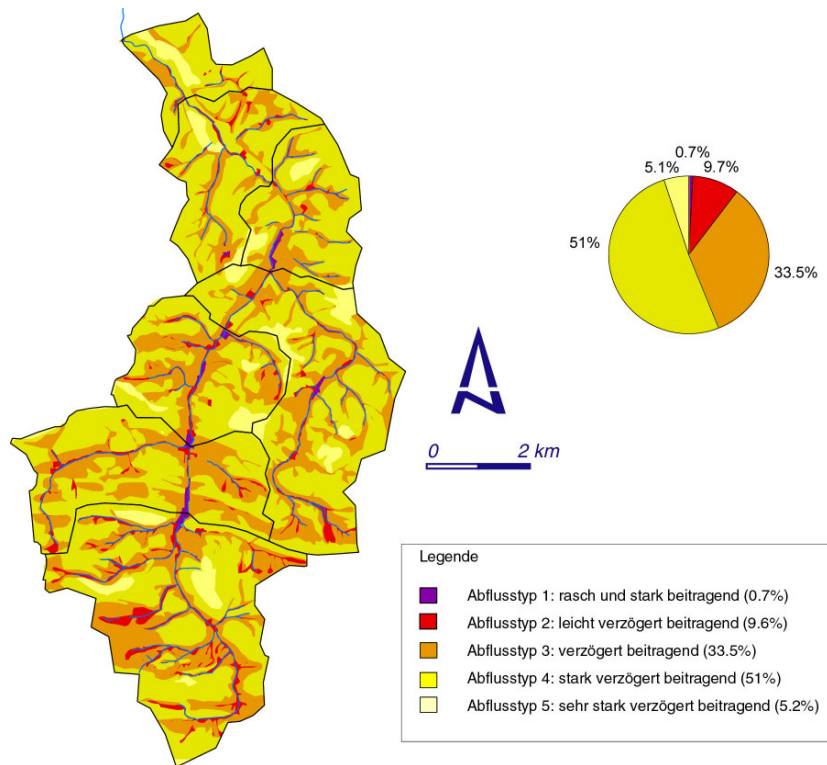 0.7%
5.1%
9.7%
51%
33.5%
0 2 km
Legende
Abflusstyp 1: rasch und stark beitragend (0.7%)
Abflusstyp 2: leicht verzögert beitragend (9.6%)
Abflusstyp 3: verzögert beitragend (33.5%)
Abflusstyp 4: stark verzögert beitragend (51%)
Abflusstyp 5: sehr stark verzögert beitragend (5.2%)